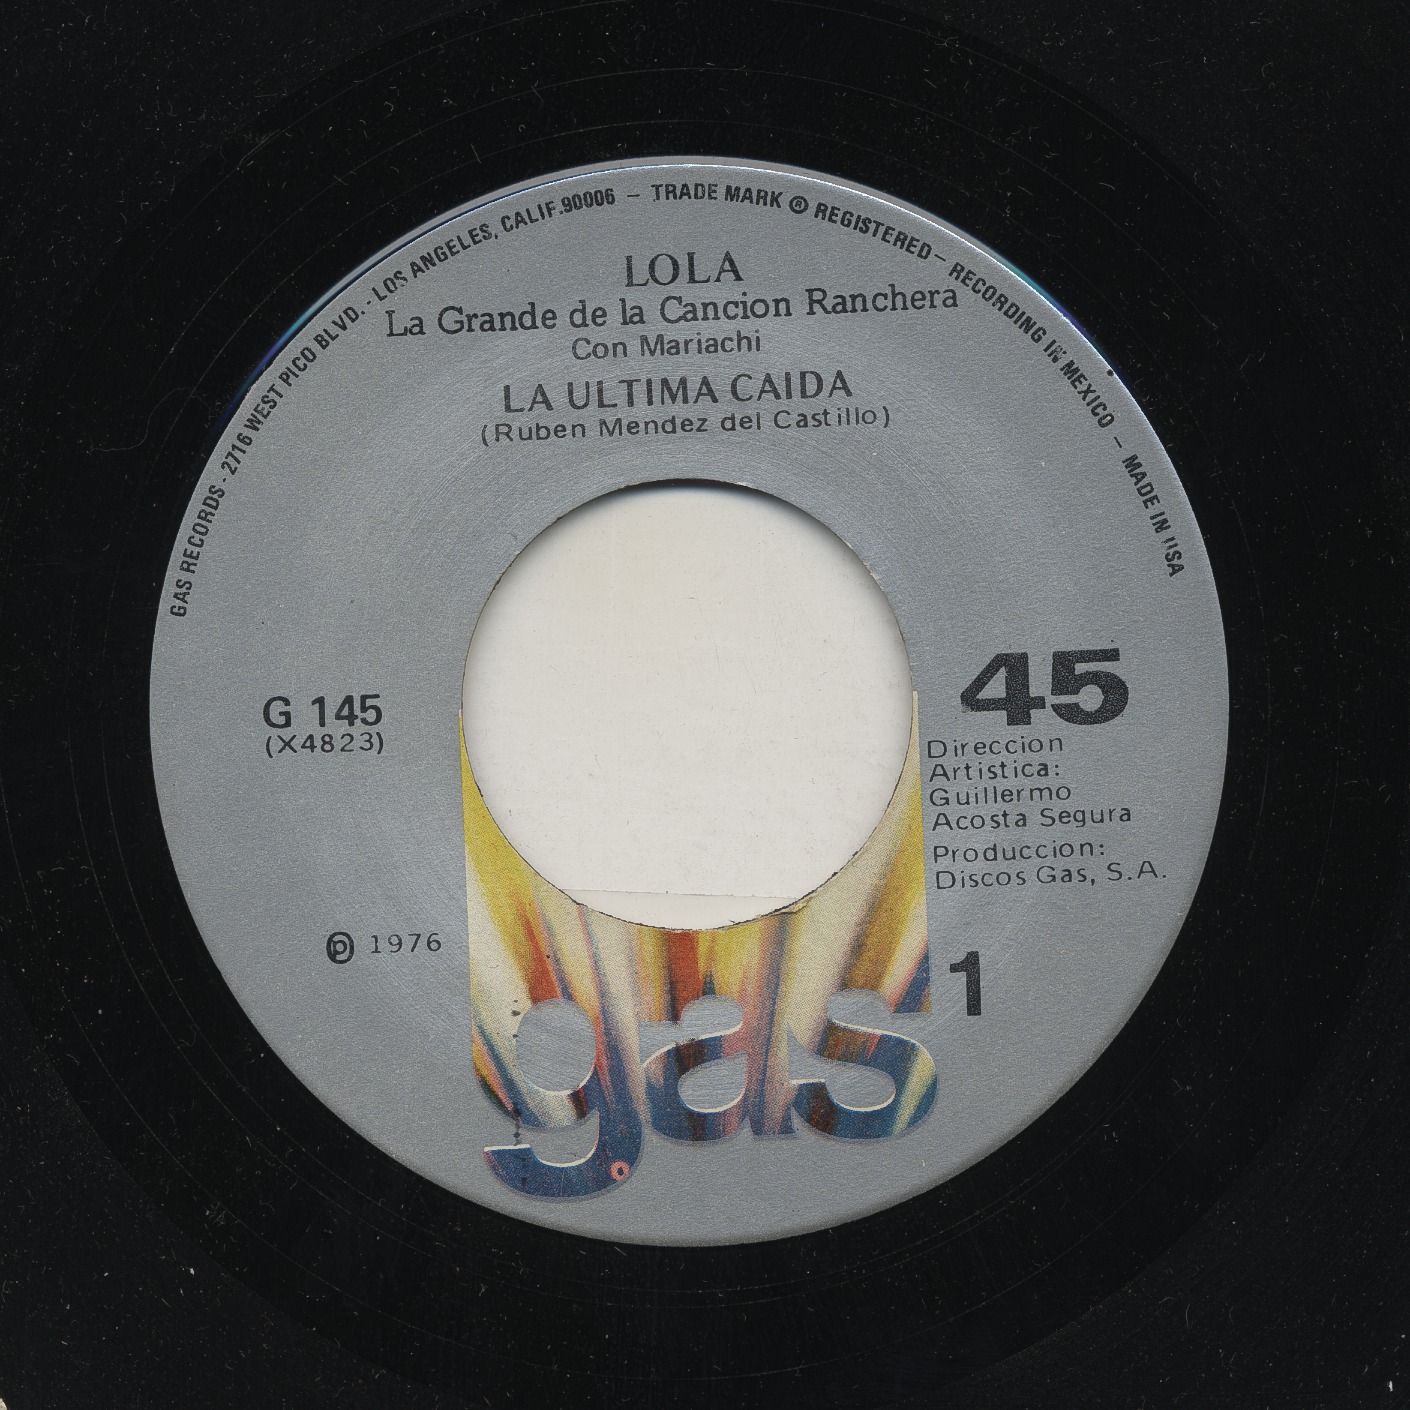 GAS RECORDS - 2716 WEST PICO BLVD. - LOS ANGELES, CALIF. 90006 – TRADE MARK ® REGISTERED – RECORDING IN MEXICO – MADE IN USA
LOLA
La Grande de la Cancion Ranchera
Con Mariachi
LA ULTIMA CAIDA
(Ruben Mendez del Castillo)
G 145
(X4823)
45
Direccion
Artistica:
Guillermo
Acosta Segura
Produccion:
Discos Gas, S.A.
℗ 1976
1
gas